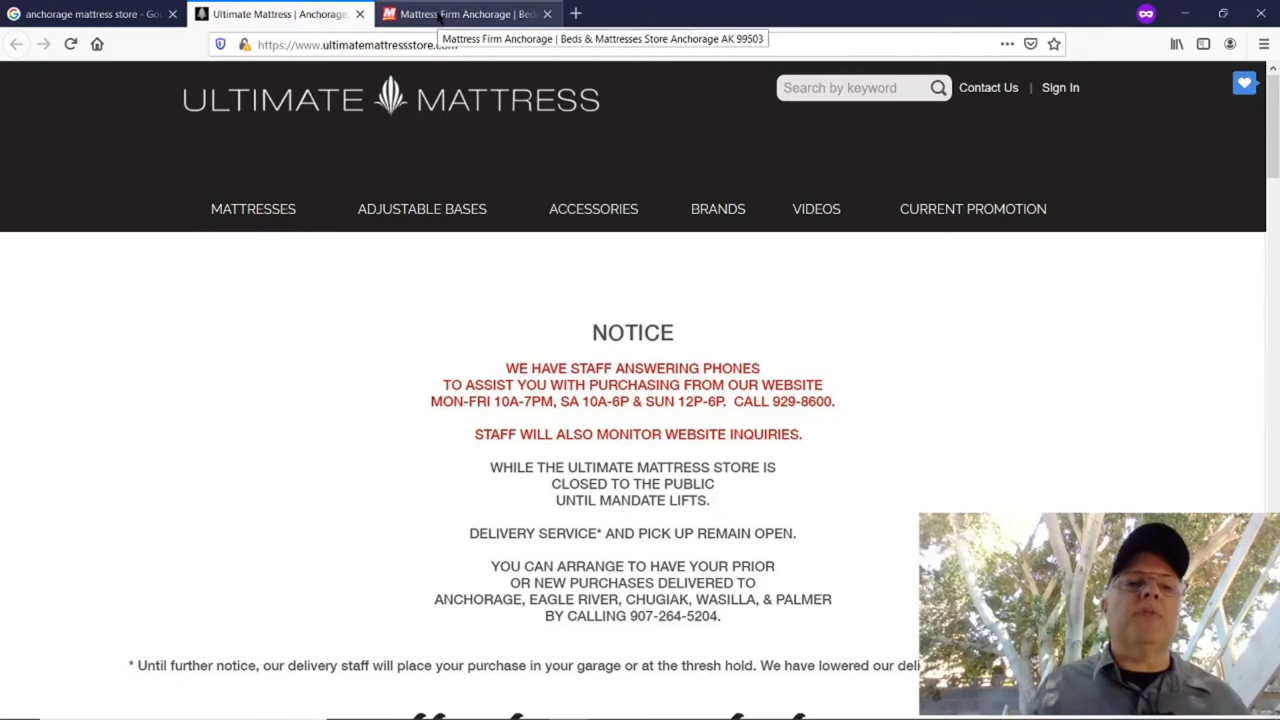 anchorage mattress store - Goo
Ultimate Mattress | Anchorage,
Mattress Firm Anchorage | Bed
https://www.ultimatemattressstore.com
Mattress Firm Anchorage | Beds & Mattresses Store Anchorage AK 99503
ULTIMATE MATTRESS
Search by keyword
Contact Us | Sign In
MATTRESSES
ADJUSTABLE BASES
ACCESSORIES
BRANDS
VIDEOS
CURRENT PROMOTION
NOTICE
WE HAVE STAFF ANSWERING PHONES
TO ASSIST YOU WITH PURCHASING FROM OUR WEBSITE
MON-FRI 10A-7PM, SA 10A-6P & SUN 12P-6P. CALL 929-8600.
STAFF WILL ALSO MONITOR WEBSITE INQUIRIES.
WHILE THE ULTIMATE MATTRESS STORE IS
CLOSED TO THE PUBLIC
UNTIL MANDATE LIFTS.
DELIVERY SERVICE* AND PICK UP REMAIN OPEN.
YOU CAN ARRANGE TO HAVE YOUR PRIOR
OR NEW PURCHASES DELIVERED TO
ANCHORAGE, EAGLE RIVER, CHUGIAK, WASILLA, & PALMER
BY CALLING 907-264-5204.
* Until further notice, our delivery staff will place your purchase in your garage or at the thresh hold. We have lowered our deli